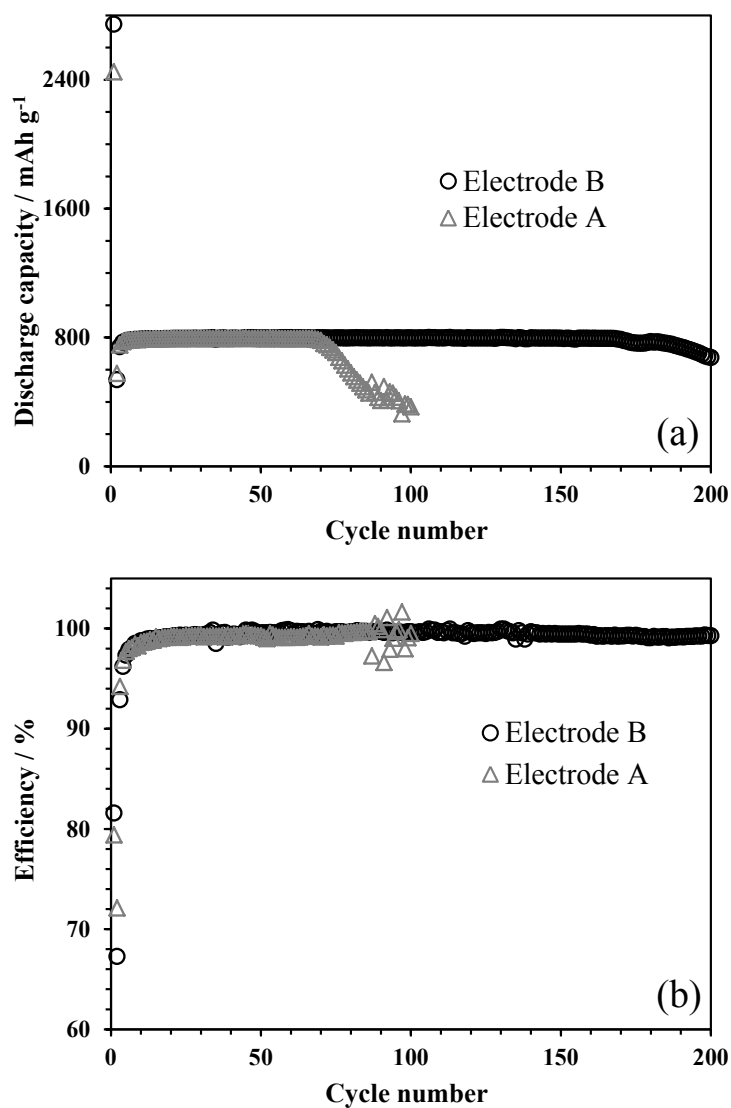 2400
1600
800
0
Discharge capacity / mAh g⁻¹
Electrode B
Electrode A
(a)
0
50
100
150
200
Cycle number
100
90
80
70
60
Efficiency / %
Electrode B
Electrode A
(b)
0
50
100
150
200
Cycle number